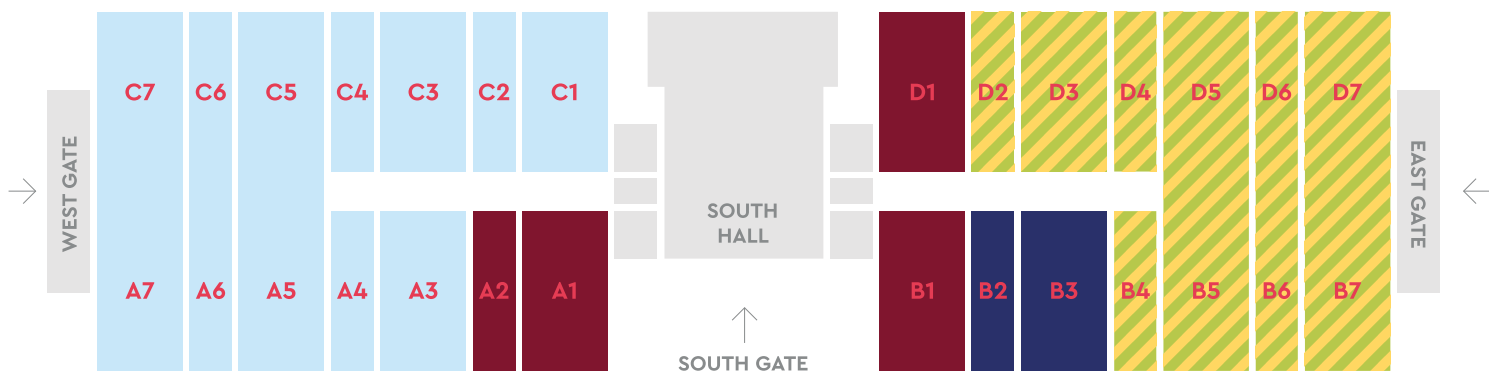 C7 C6 C5 C4 C3 C2 C1 D1 D2 D3 D4 D5 D6 D7
WEST GATE
EAST GATE
SOUTH
HALL
A7 A6 A5 A4 A3 A2 A1 B1 B2 B3 B4 B5 B6 B7
SOUTH GATE